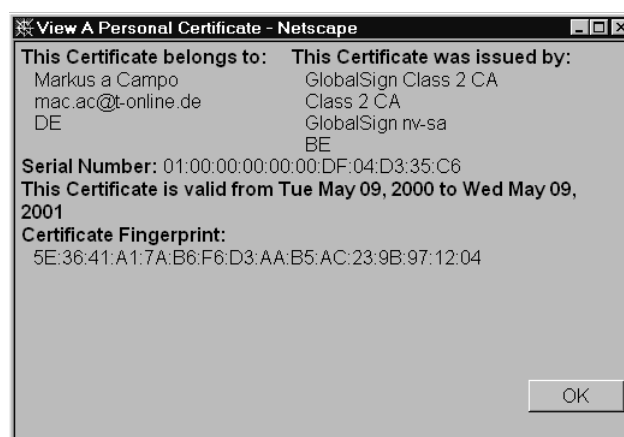 View A Personal Certificate - Netscape
This Certificate belongs to: This Certificate was issued by:
Markus a Campo GlobalSign Class 2 CA
mac.ac@t-online.de Class 2 CA
DE GlobalSign nv-sa
BE
Serial Number: 01:00:00:00:00:00:DF:04:D3:35:C6
This Certificate is valid from Tue May 09, 2000 to Wed May 09,
2001
Certificate Fingerprint:
5E:36:41:A1:7A:B6:F6:D3:AA:B5:AC:23:9B:97:12:04
OK